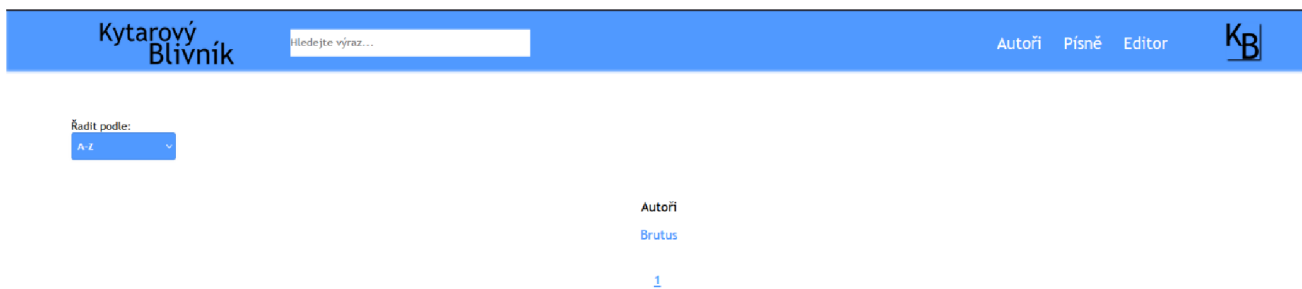 Kytarový
Blivník
Hledejte výraz...
Autoři Písně Editor
KB
Řadit podle:
A-Z
Autoři
Brutus
1